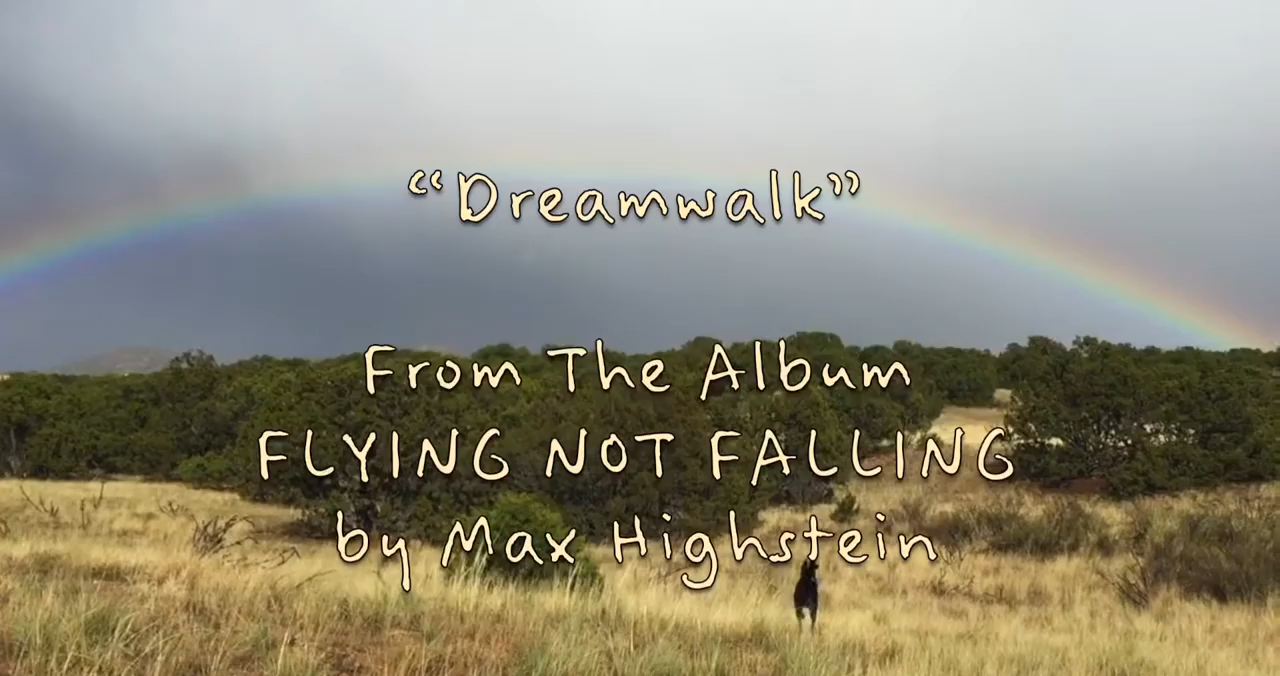 “Dreamwalk”
From The Album
FLYING NOT FALLING
by Max Highstein